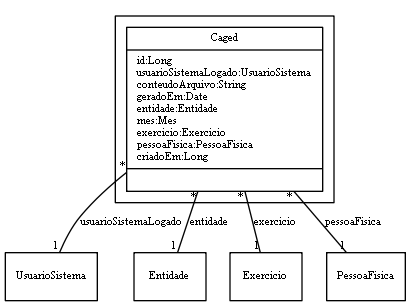 Caged
id:Long
usuarioSistemaLogado:UsuarioSistema
conteudoArquivo:String
geradoEm:Date
entidade:Entidade
mes:Mes
exercicio:Exercicio
pessoaFisica:PessoaFisica
criadoEm:Long
*
* * *
usuarioSistemaLogado entidade exercicio pessoaFisica
1 1 1 1
UsuarioSistema Entidade Exercicio PessoaFisica